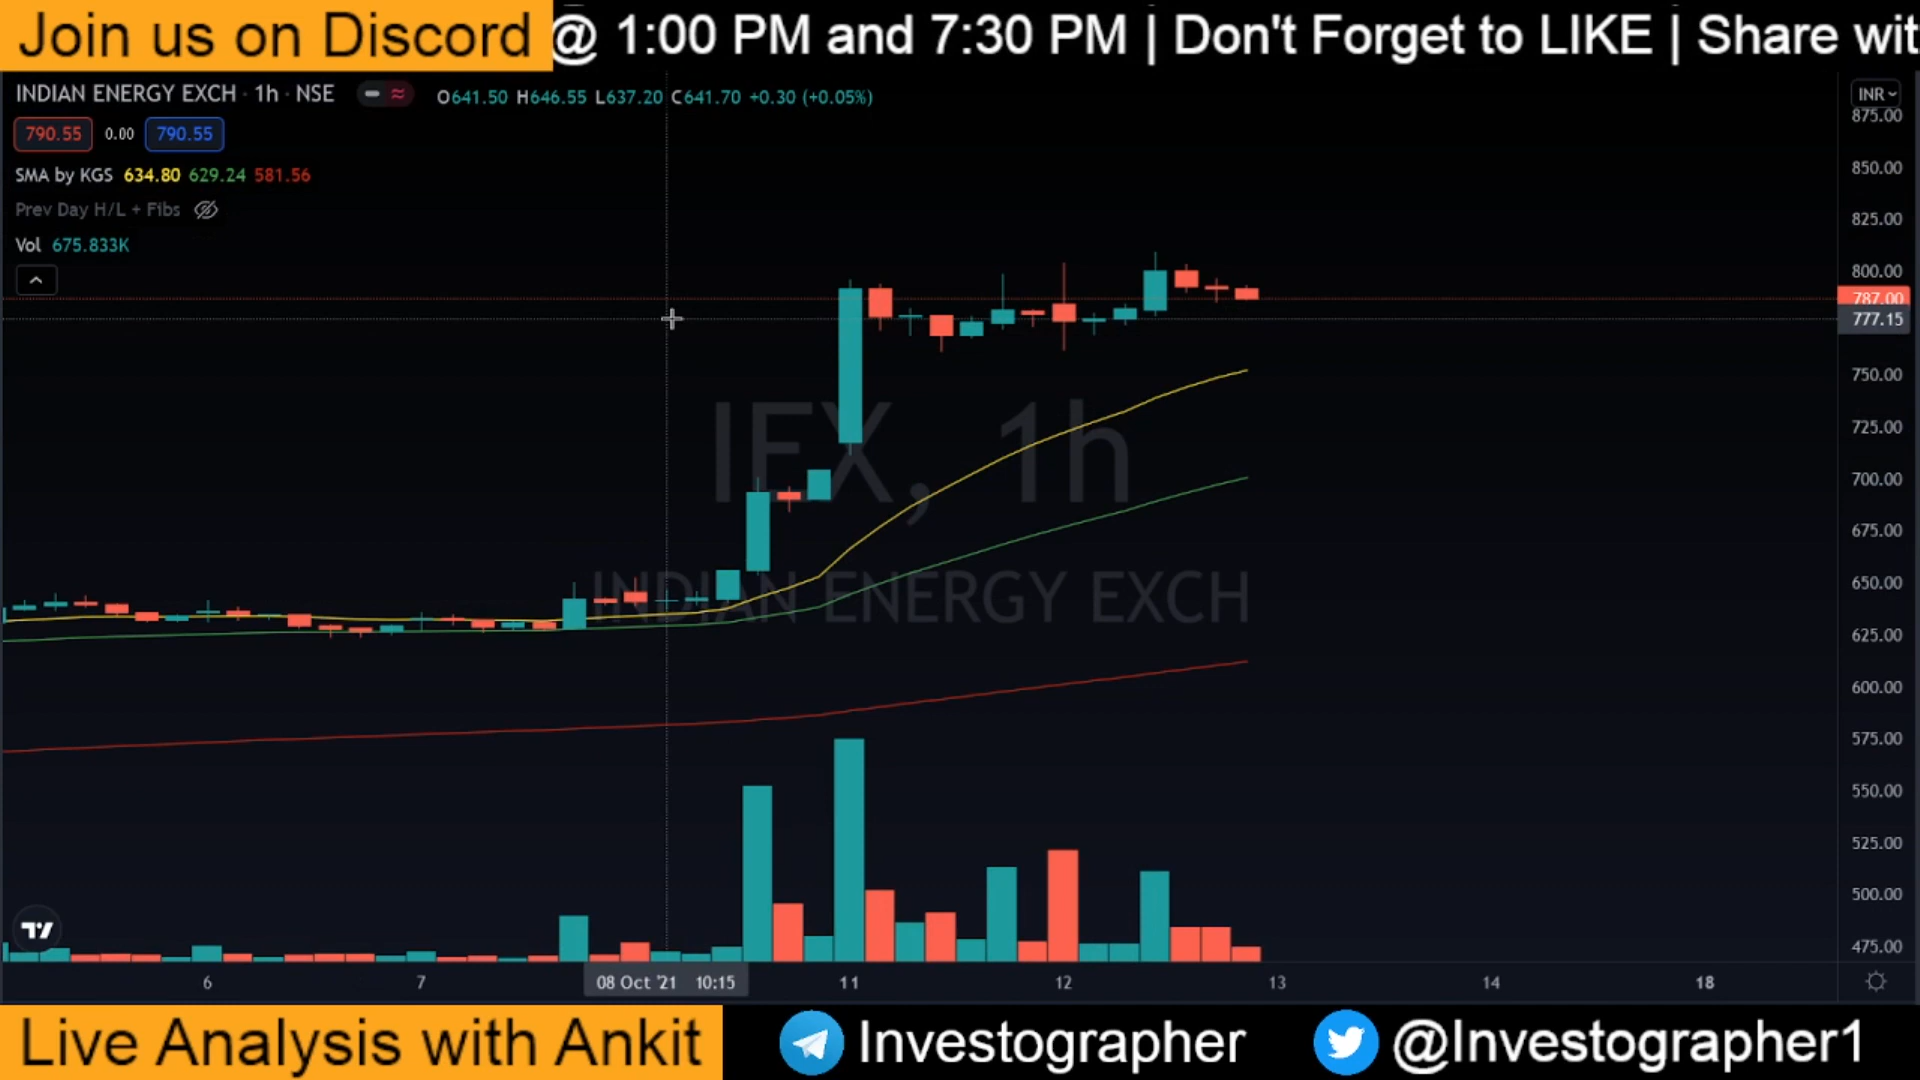 Join us on Discord
@ 1:00 PM and 7:30 PM | Don't Forget to LIKE | Share wit
INDIAN ENERGY EXCH · 1h · NSE
O641.50 H646.55 L637.20 C641.70 +0.30 (+0.05%)
INR
790.55 0.00 790.55
SMA by KGS 634.80 629.24 581.56
Prev Day H/L + Fibs
Vol 675.833K
875.00
850.00
825.00
800.00
787.00
777.15
750.00
725.00
700.00
675.00
650.00
625.00
600.00
575.00
550.00
525.00
500.00
475.00
IEX, 1h
INDIAN ENERGY EXCH
6 7 08 Oct '21 10:15 11 12 13 14 18
Live Analysis with Ankit
Investographer
@Investographer1